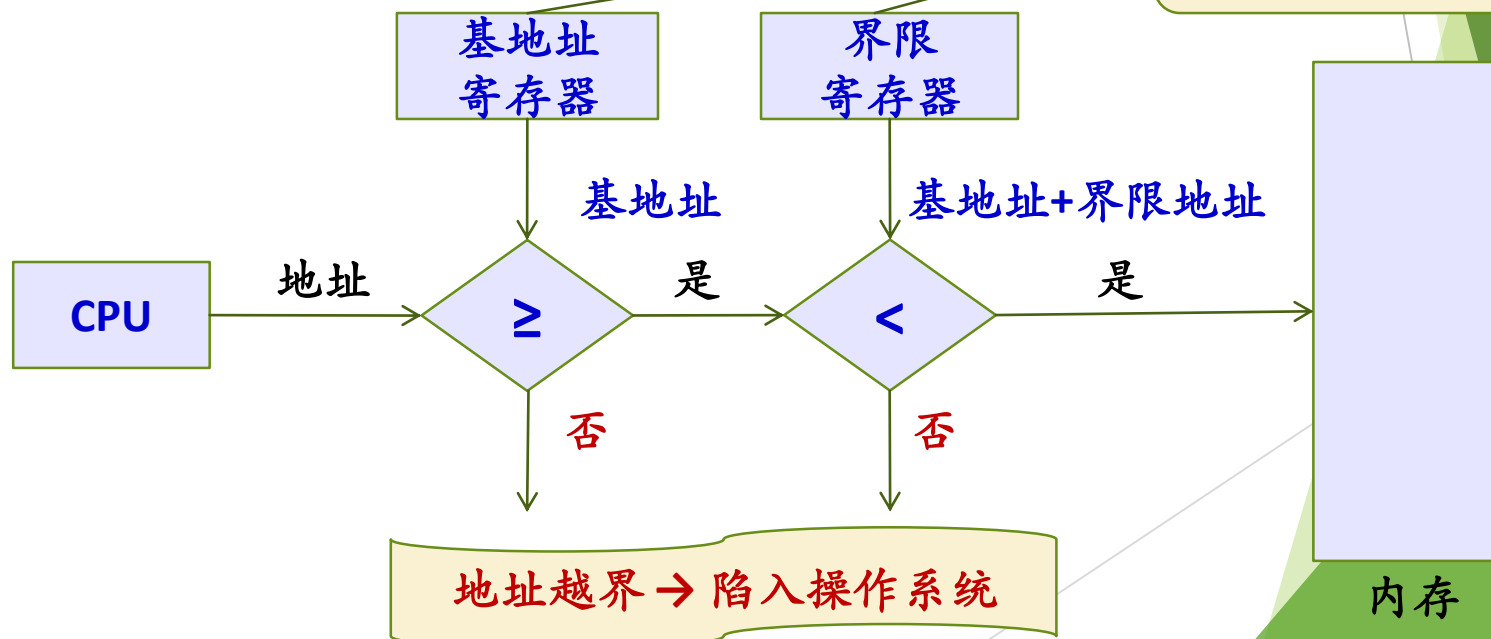 基地址
寄存器
界限
寄存器
基地址
基地址+界限地址
CPU
地址
≥
是
<
是
否
否
地址越界→陷入操作系统
内存